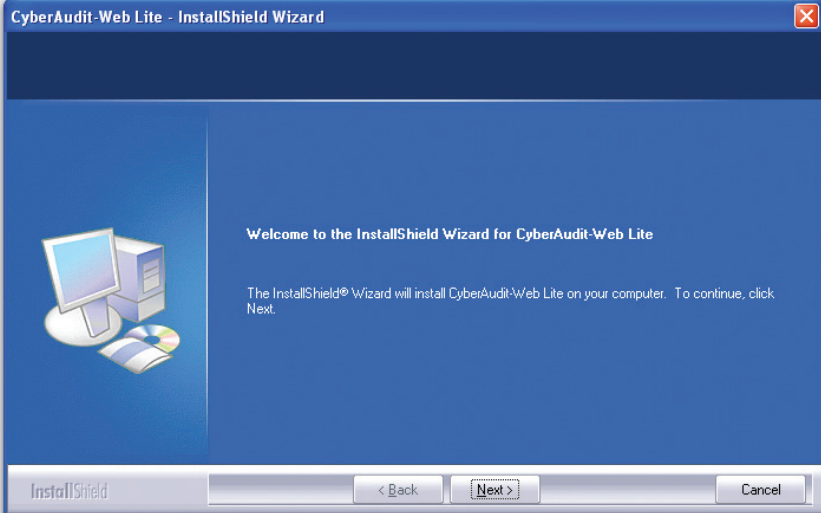 CyberAudit-Web Lite - InstallShield Wizard
Welcome to the InstallShield Wizard for CyberAudit-Web Lite
The InstallShield® Wizard will install CyberAudit-Web Lite on your computer. To continue, click
Next.
InstallShield
< Back
Next >
Cancel